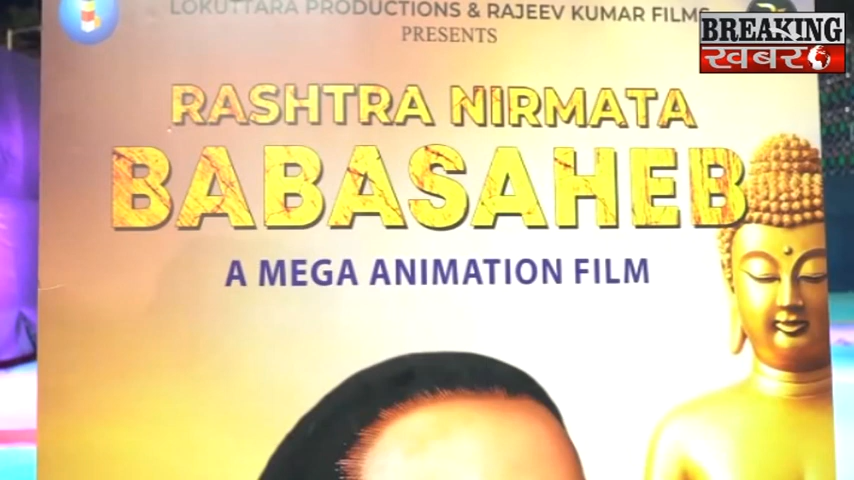 LOKUTTARA PRODUCTIONS & RAJEEV KUMAR FILMS
PRESENTS
BREAKING
खबर
RASHTRA NIRMATA
BABASAHEB
A MEGA ANIMATION FILM